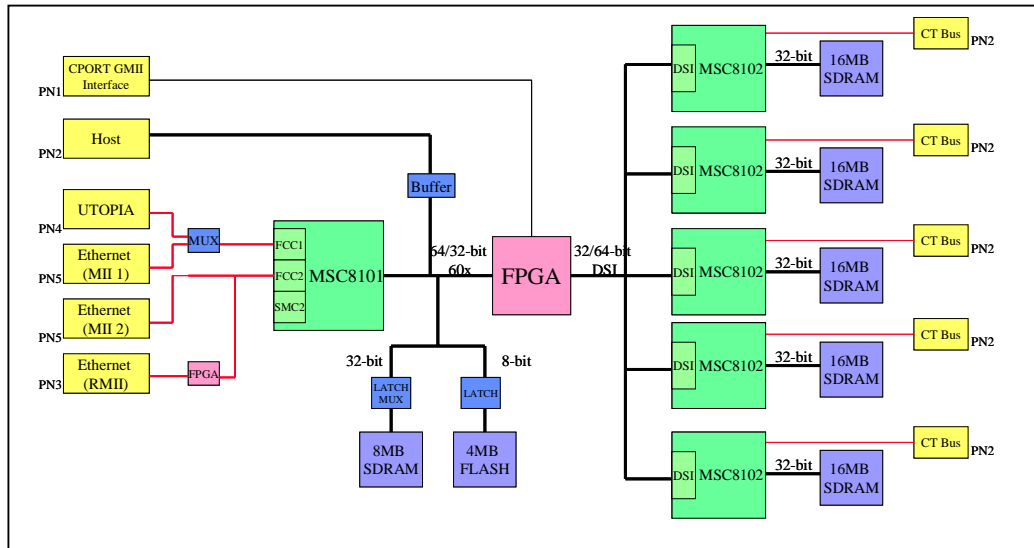 CPORT GMII
Interface
PN1
Host
PN2
UTOPIA
PN4
Ethernet
(MII 1)
PN5
Ethernet
(MII 2)
PN5
Ethernet
(RMII)
PN3
MUX
FPGA
FCC1
FCC2
SMC2
MSC8101
Buffer
64/32-bit
60x
FPGA
32/64-bit
DSI
32-bit
8-bit
LATCH
MUX
LATCH
8MB
SDRAM
4MB
FLASH
DSI
MSC8102
32-bit
16MB
SDRAM
CT Bus
PN2
DSI
MSC8102
32-bit
16MB
SDRAM
CT Bus
PN2
DSI
MSC8102
32-bit
16MB
SDRAM
CT Bus
PN2
DSI
MSC8102
32-bit
16MB
SDRAM
CT Bus
PN2
DSI
MSC8102
32-bit
16MB
SDRAM
CT Bus
PN2